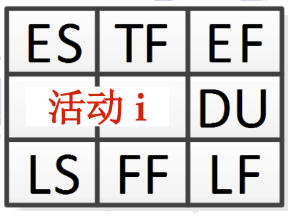 ES TF EF
活动 i DU
LS FF LF